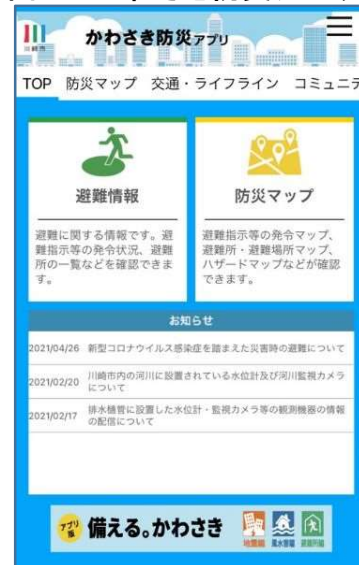 川崎市
かわさき防災アプリ
TOP 防災マップ 交通・ライフライン コミュニテ
避難情報
避難に関する情報です。避
難指示等の発令状況、避難
所の一覧などを確認できま
す。
防災マップ
避難指示等の発令マップ、
避難所・避難場所マップ、
ハザードマップなどが確認
できます。
お知らせ
2021/04/26 新型コロナウイルス感染症を踏まえた災害時の避難について
2021/02/20 川崎市内の河川に設置されている水位計及び河川監視カメラ
について
2021/02/17 排水樋管に設置した水位計・監視カメラ等の観測機器の情報
の配信について
アプリ版 備える。かわさき 地震編 風水害編 避難所編